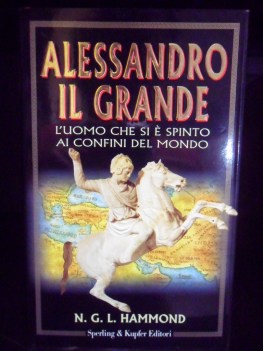 ALESSANDRO
IL GRANDE
L'UOMO CHE SI È SPINTO
AI CONFINI DEL MONDO
N. G. L. HAMMOND
Sperling & Kupfer Editori